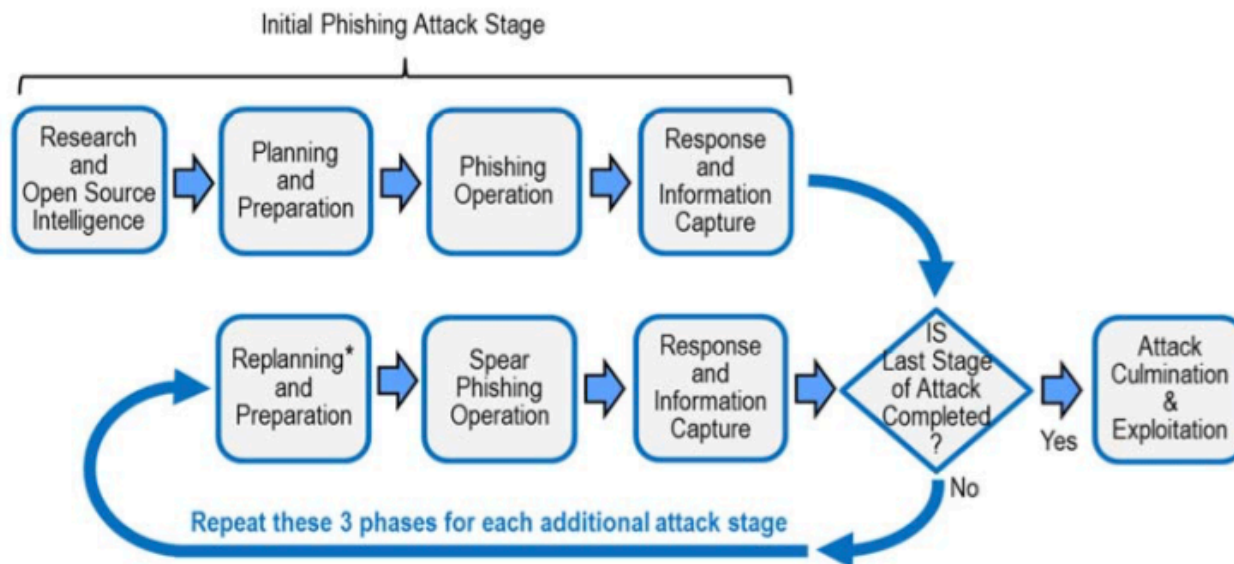 Initial Phishing Attack Stage
Research
and
Open Source
Intelligence
Planning
and
Preparation
Phishing
Operation
Response
and
Information
Capture
Replanning*
and
Preparation
Spear
Phishing
Operation
Response
and
Information
Capture
IS
Last Stage
of Attack
Completed
?
Yes
No
Attack
Culmination
&
Exploitation
Repeat these 3 phases for each additional attack stage